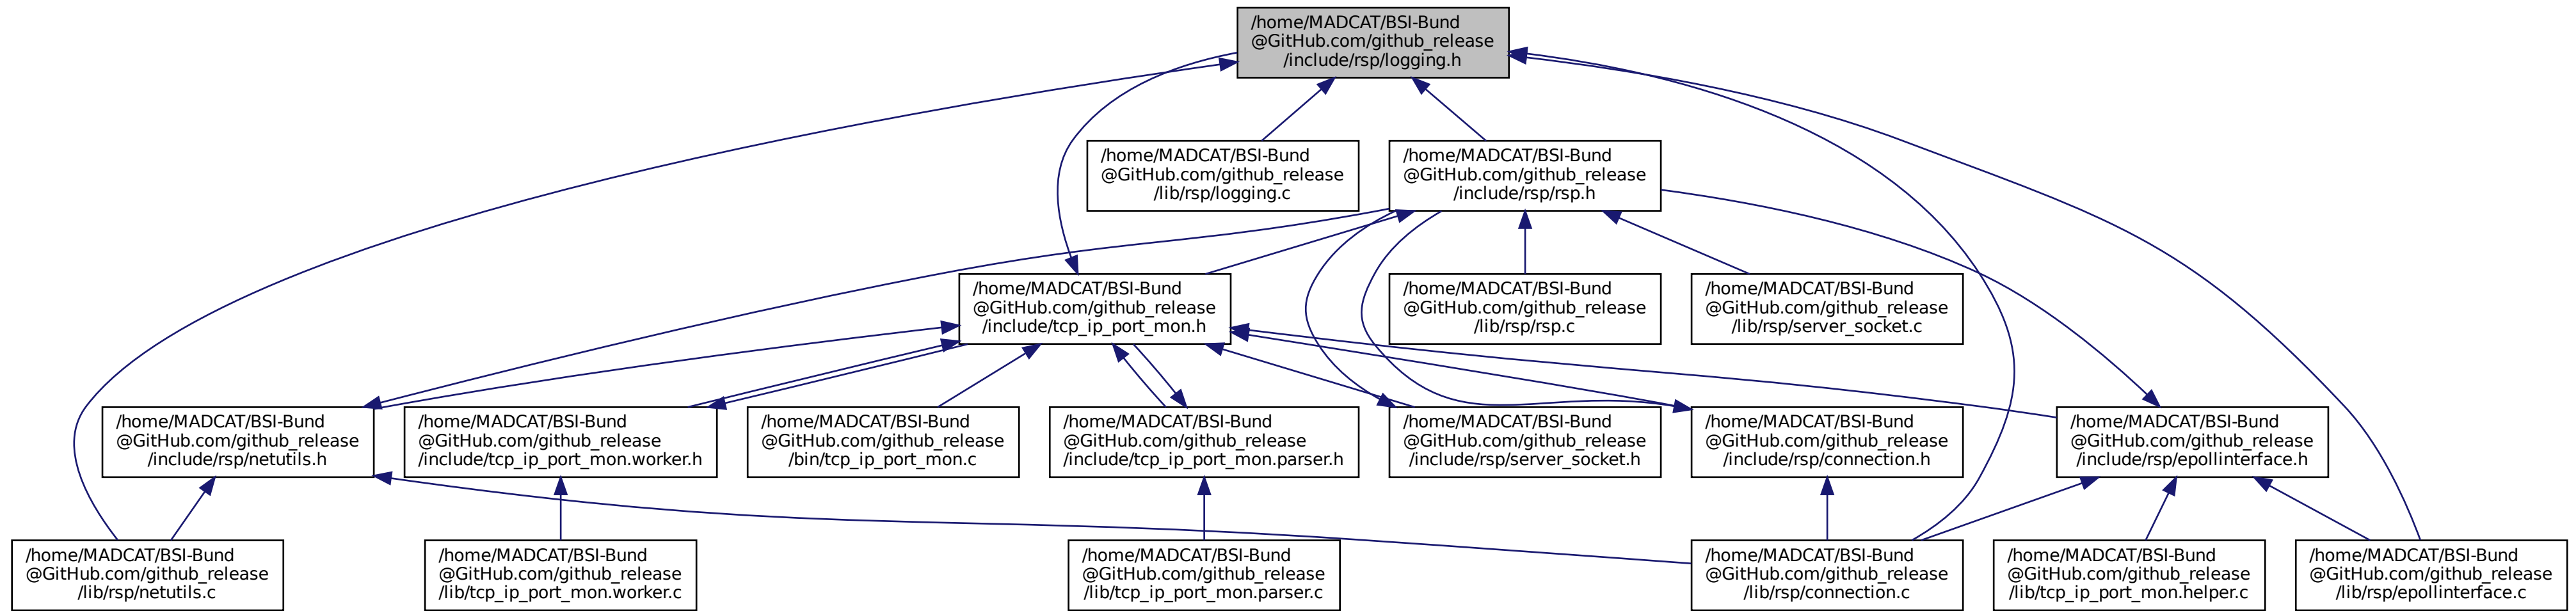 /home/MADCAT/BSI-Bund
@GitHub.com/github_release
/include/rsp/logging.h
/home/MADCAT/BSI-Bund
@GitHub.com/github_release
/lib/rsp/logging.c
/home/MADCAT/BSI-Bund
@GitHub.com/github_release
/include/rsp/rsp.h
/home/MADCAT/BSI-Bund
@GitHub.com/github_release
/include/tcp_ip_port_mon.h
/home/MADCAT/BSI-Bund
@GitHub.com/github_release
/lib/rsp/rsp.c
/home/MADCAT/BSI-Bund
@GitHub.com/github_release
/lib/rsp/server_socket.c
/home/MADCAT/BSI-Bund
@GitHub.com/github_release
/include/rsp/netutils.h
/home/MADCAT/BSI-Bund
@GitHub.com/github_release
/include/tcp_ip_port_mon.worker.h
/home/MADCAT/BSI-Bund
@GitHub.com/github_release
/bin/tcp_ip_port_mon.c
/home/MADCAT/BSI-Bund
@GitHub.com/github_release
/include/tcp_ip_port_mon.parser.h
/home/MADCAT/BSI-Bund
@GitHub.com/github_release
/include/rsp/server_socket.h
/home/MADCAT/BSI-Bund
@GitHub.com/github_release
/include/rsp/connection.h
/home/MADCAT/BSI-Bund
@GitHub.com/github_release
/include/rsp/epollinterface.h
/home/MADCAT/BSI-Bund
@GitHub.com/github_release
/lib/rsp/netutils.c
/home/MADCAT/BSI-Bund
@GitHub.com/github_release
/lib/tcp_ip_port_mon.worker.c
/home/MADCAT/BSI-Bund
@GitHub.com/github_release
/lib/tcp_ip_port_mon.parser.c
/home/MADCAT/BSI-Bund
@GitHub.com/github_release
/lib/rsp/connection.c
/home/MADCAT/BSI-Bund
@GitHub.com/github_release
/lib/tcp_ip_port_mon.helper.c
/home/MADCAT/BSI-Bund
@GitHub.com/github_release
/lib/rsp/epollinterface.c